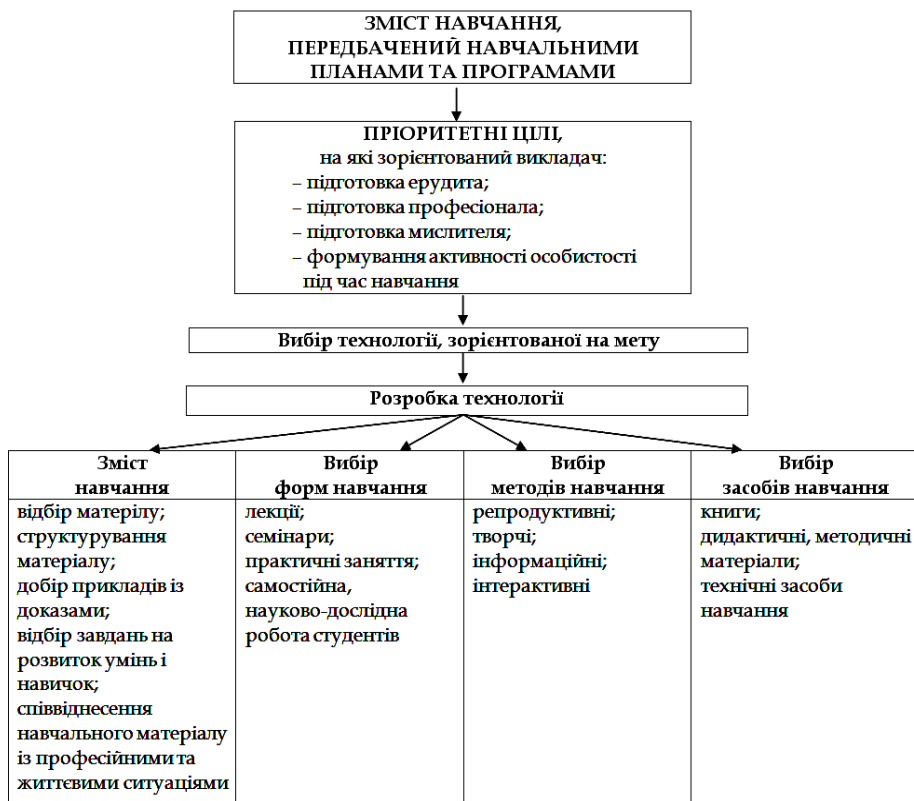 ЗМІСТ НАВЧАННЯ,
ПЕРЕДБАЧЕНИЙ НАВЧАЛЬНИМИ
ПЛАНАМИ ТА ПРОГРАМАМИ
ПРІОРИТЕТНІ ЦІЛІ,
на які зорієнтований викладач:
– підготовка ерудита;
– підготовка професіонала;
– підготовка мислителя;
– формування активності особистості
під час навчання
Вибір технології, зорієнтованої на мету
Розробка технології
Зміст
навчання
відбір матерілу;
структурування
матеріалу;
добір прикладів із
доказами;
відбір завдань на
розвиток умінь і
навичок;
співвіднесення
навчального матеріалу
із професійними та
життєвими ситуаціями
Вибір
форм навчання
лекції;
семінари;
практичні заняття;
самостійна,
науково-дослідна
робота студентів
Вибір
методів навчання
репродуктивні;
творчі;
інформаційні;
інтерактивні
Вибір
засобів навчання
книги;
дидактичні, методичні
матеріали;
технічні засоби
навчання